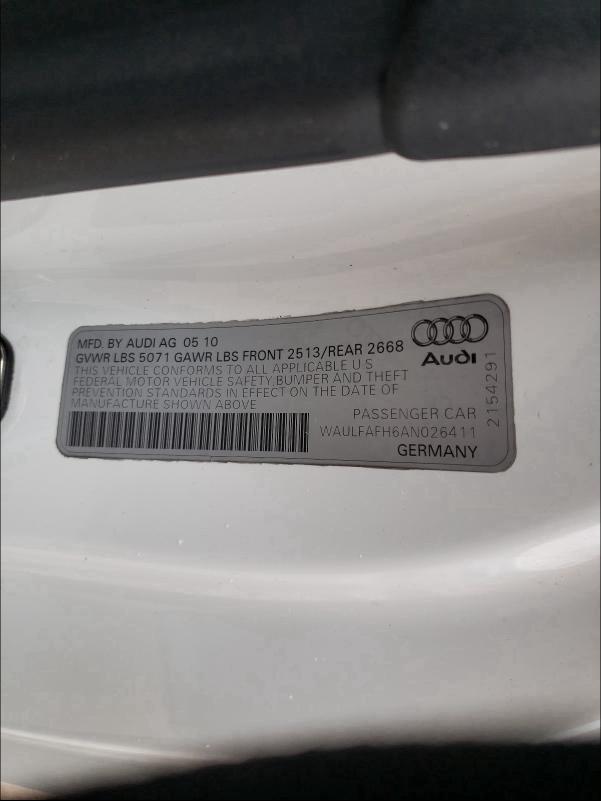 MFD. BY AUDI AG 05 10
GVWR LBS 5071 GAWR LBS FRONT 2513/REAR 2668
THIS VEHICLE CONFORMS TO ALL APPLICABLE U S
FEDERAL MOTOR VEHICLE SAFETY,BUMPER AND THEFT
PREVENTION STANDARDS IN EFFECT ON THE DATE OF
MANUFACTURE SHOWN ABOVE
PASSENGER CAR
WAULFAFH6AN026411
GERMANY
Audi
2154291